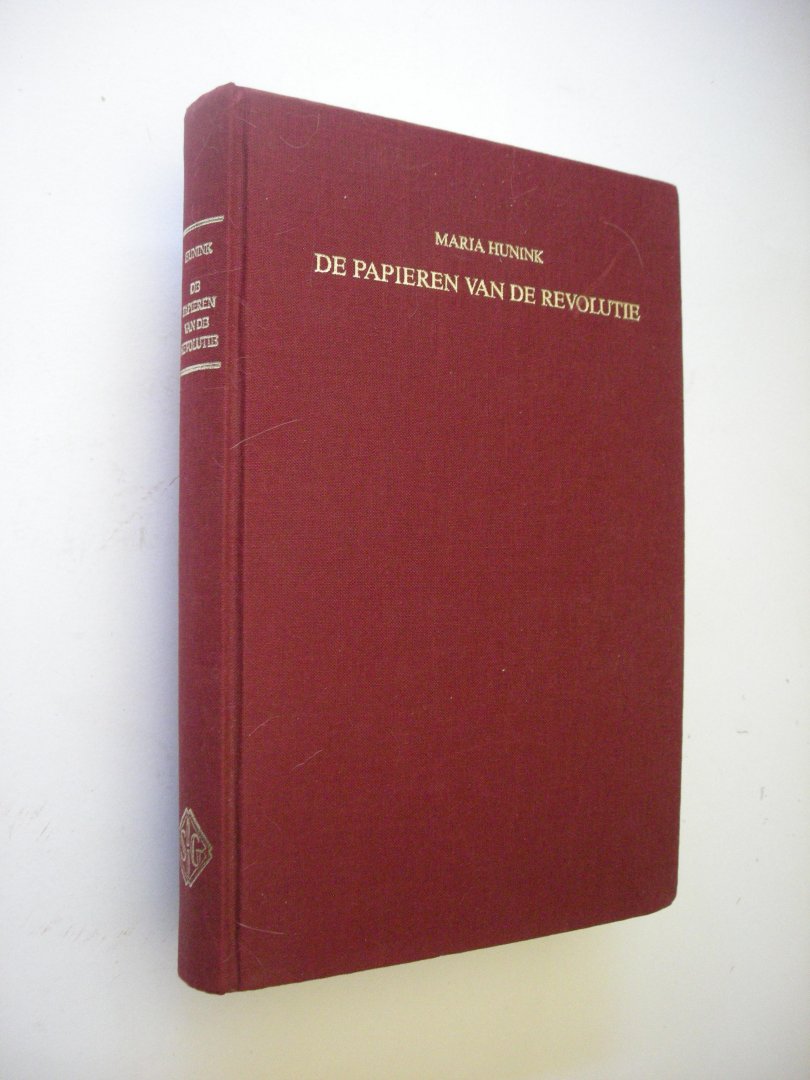 MARIA HUNINK
DE PAPIEREN VAN DE REVOLUTIE
HUNINK
DE
PAPIEREN
VAN DE
REVOLUTIE